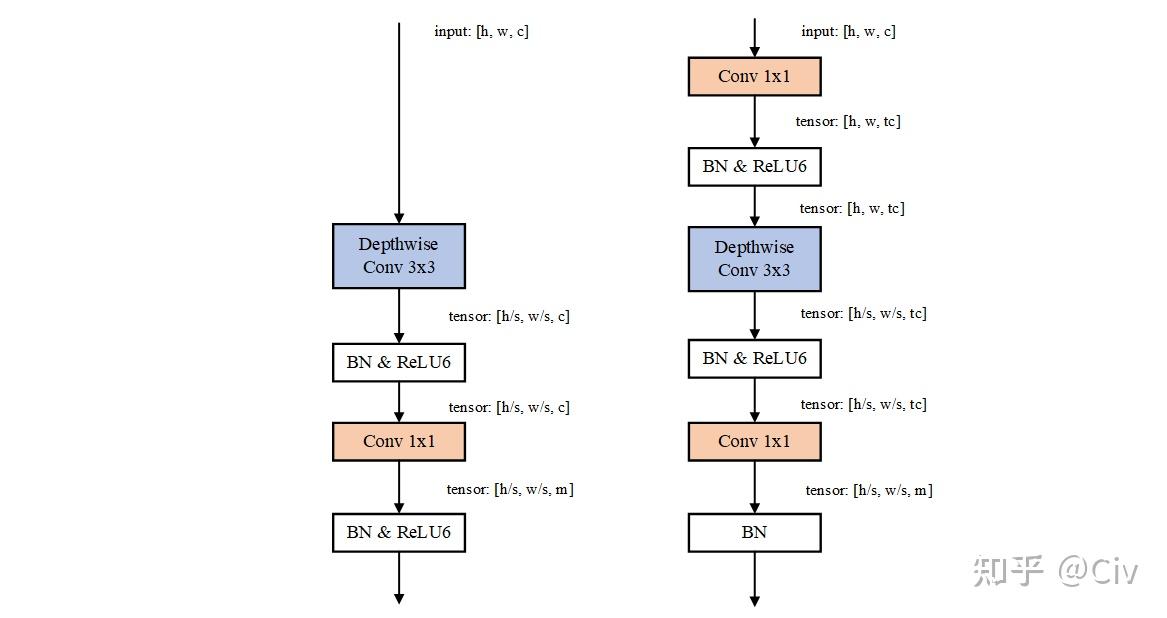 input: [h, w, c]
Depthwise
Conv 3x3
tensor: [h/s, w/s, c]
BN & ReLU6
tensor: [h/s, w/s, c]
Conv 1x1
tensor: [h/s, w/s, m]
BN & ReLU6
input: [h, w, c]
Conv 1x1
tensor: [h, w, tc]
BN & ReLU6
tensor: [h, w, tc]
Depthwise
Conv 3x3
tensor: [h/s, w/s, tc]
BN & ReLU6
tensor: [h/s, w/s, tc]
Conv 1x1
tensor: [h/s, w/s, m]
BN
知乎 @Civ